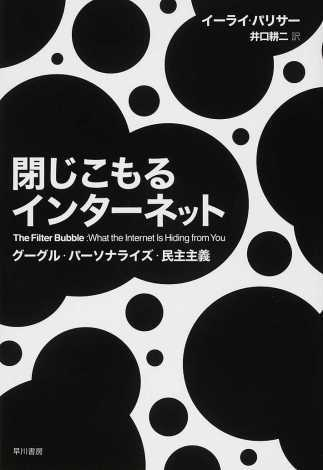 イーライ・パリサー
井口耕二 訳
閉じこもる
インターネット
The Filter Bubble :What the Internet Is Hiding from You
グーグル・パーソナライズ・民主主義
早川書房